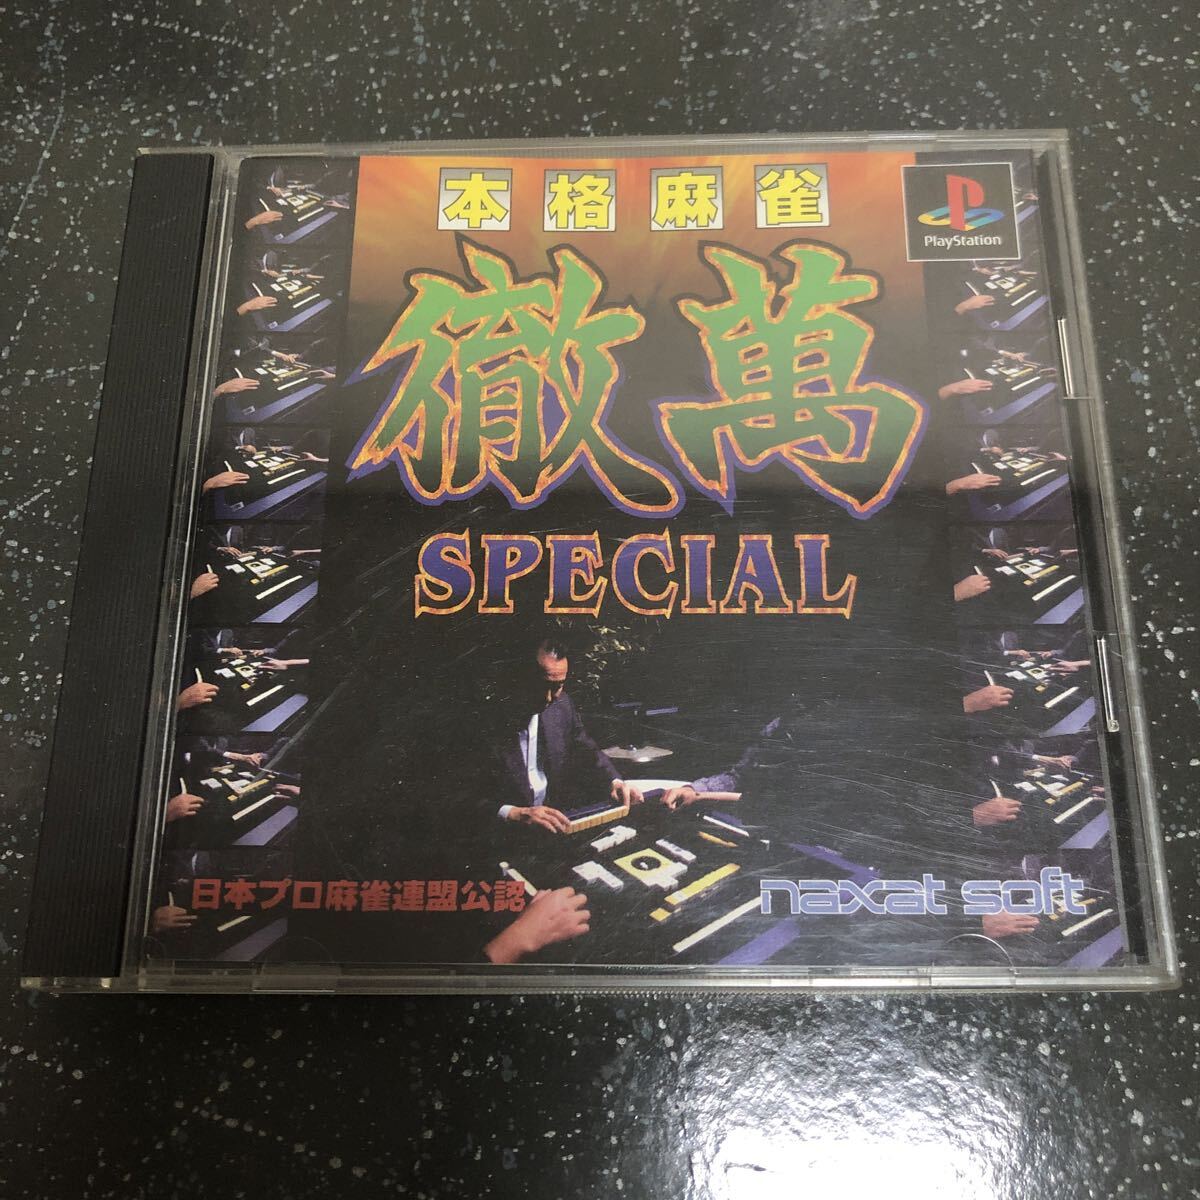 本格麻雀
PlayStation
徹萬
SPECIAL
日本プロ麻雀連盟公認
naxat soft